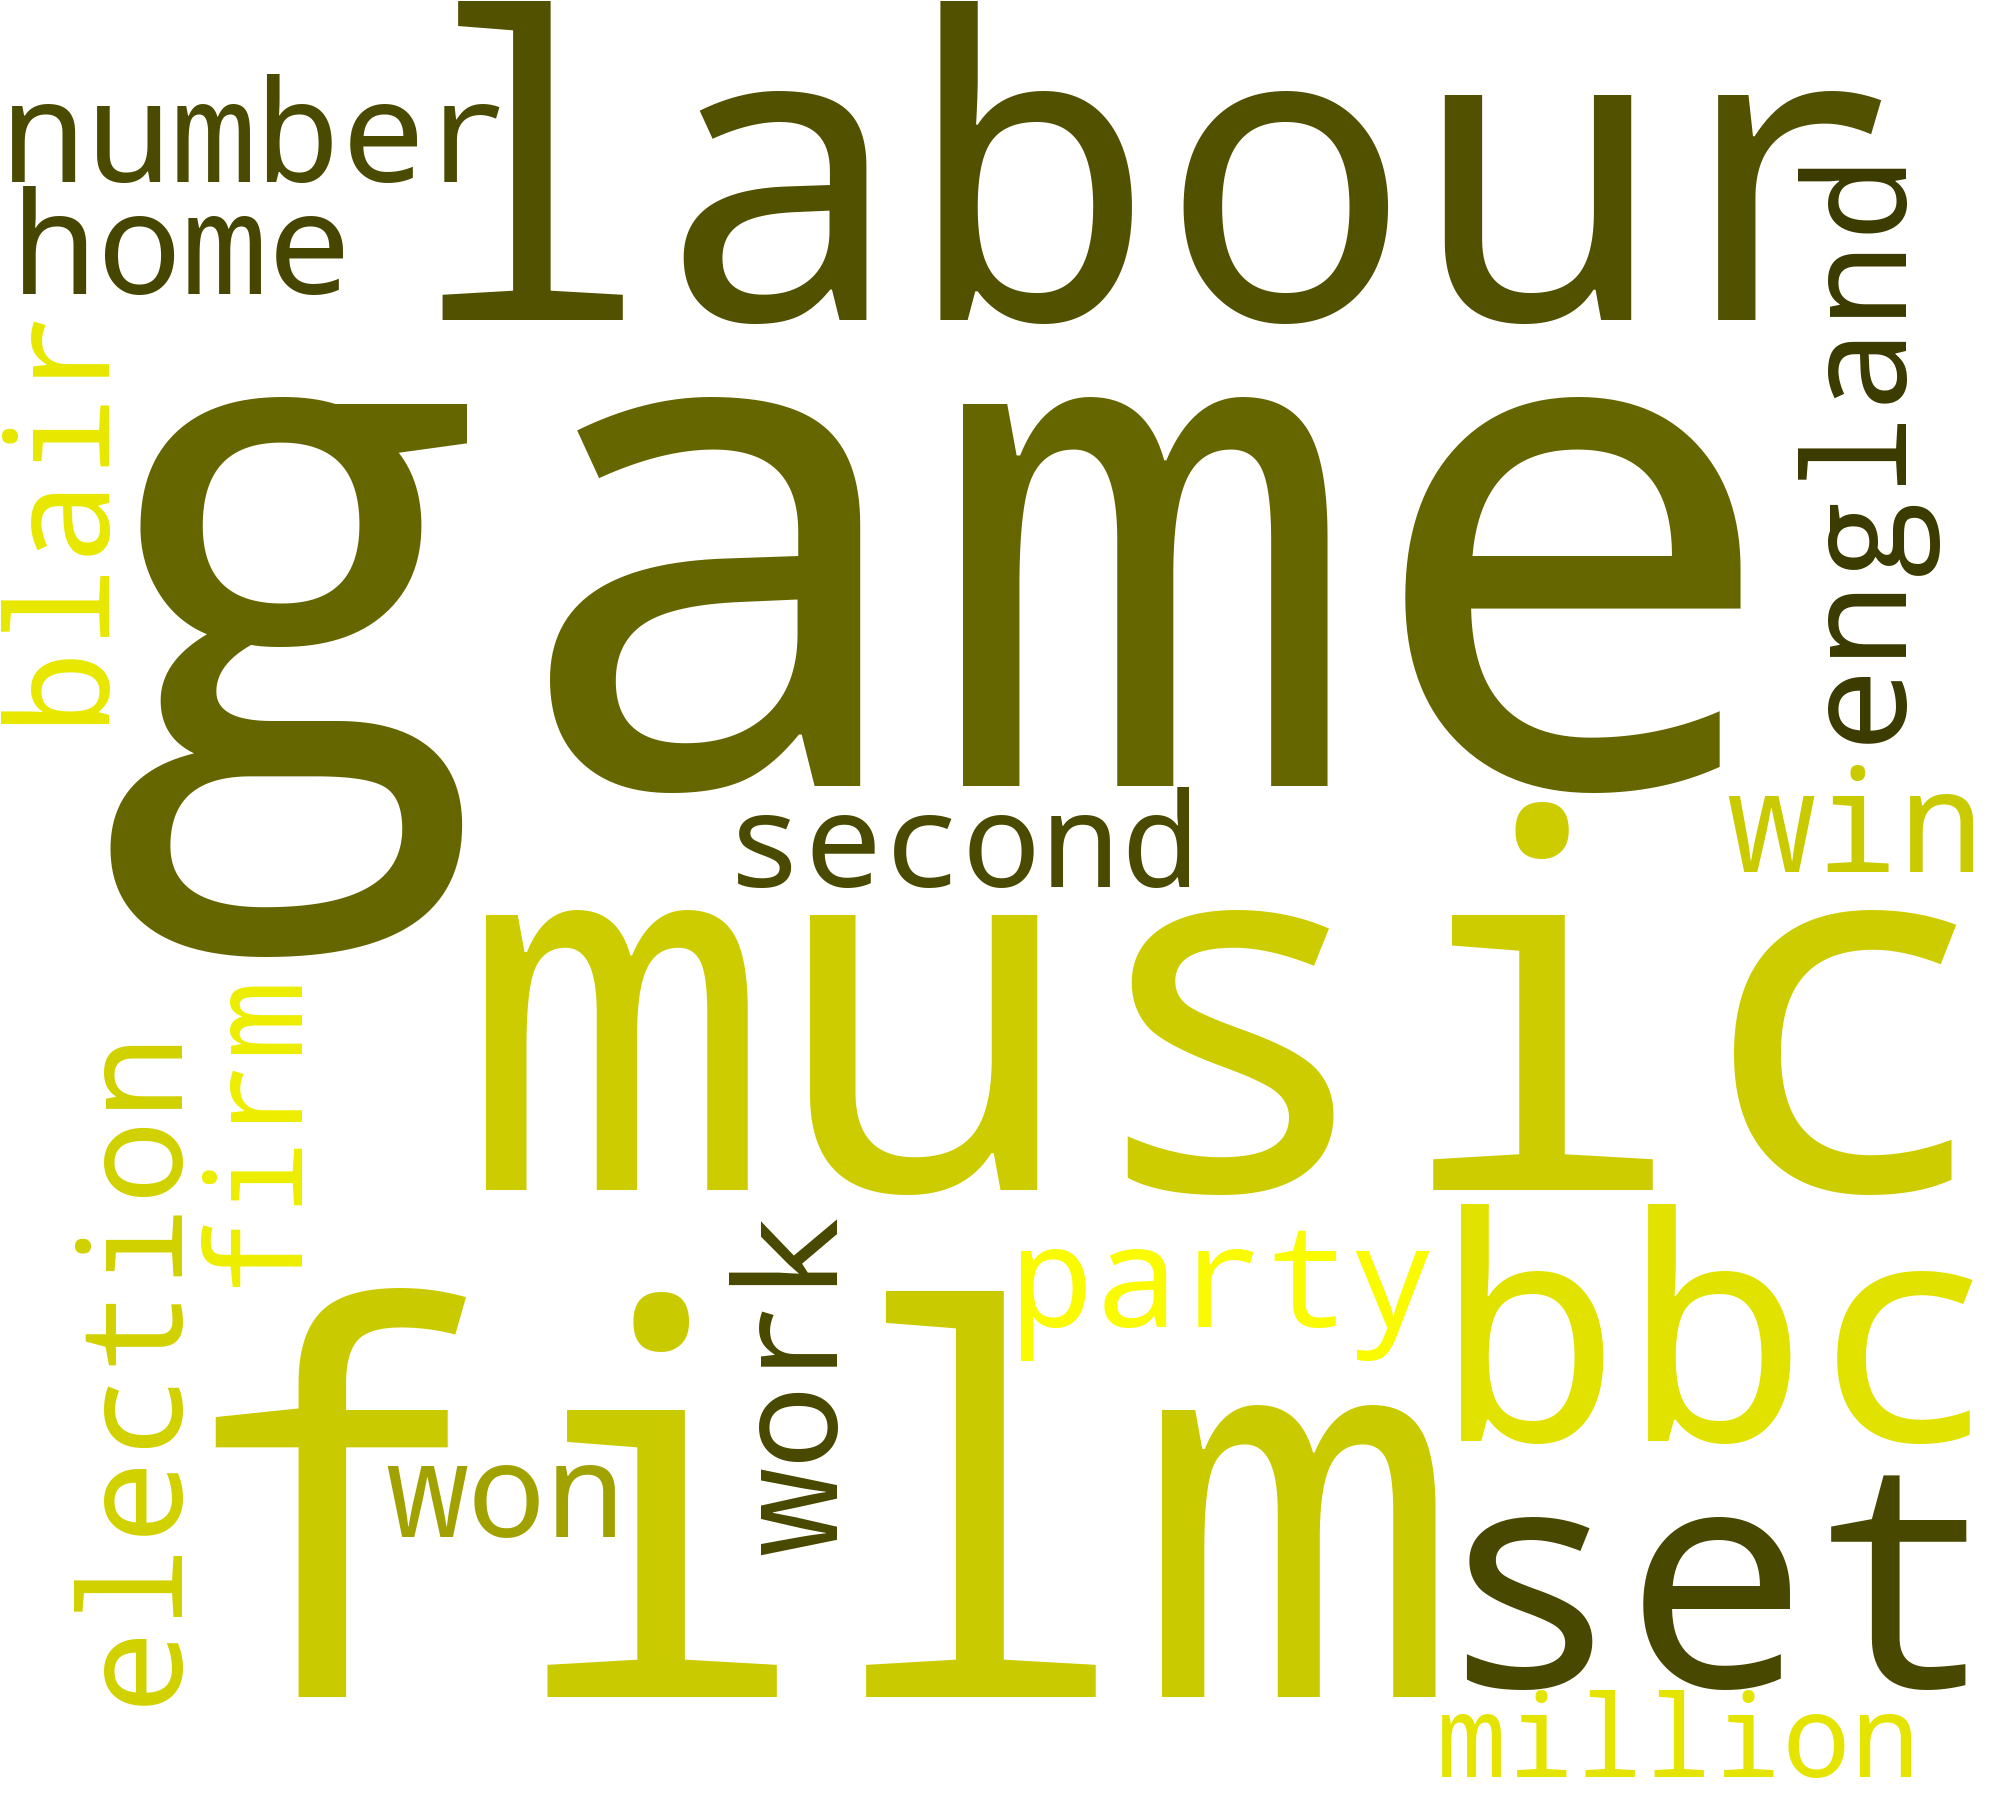 number
labour
home
england
blair
game
win
second
music
firm
election
party
bbc
work
film
won
set
million